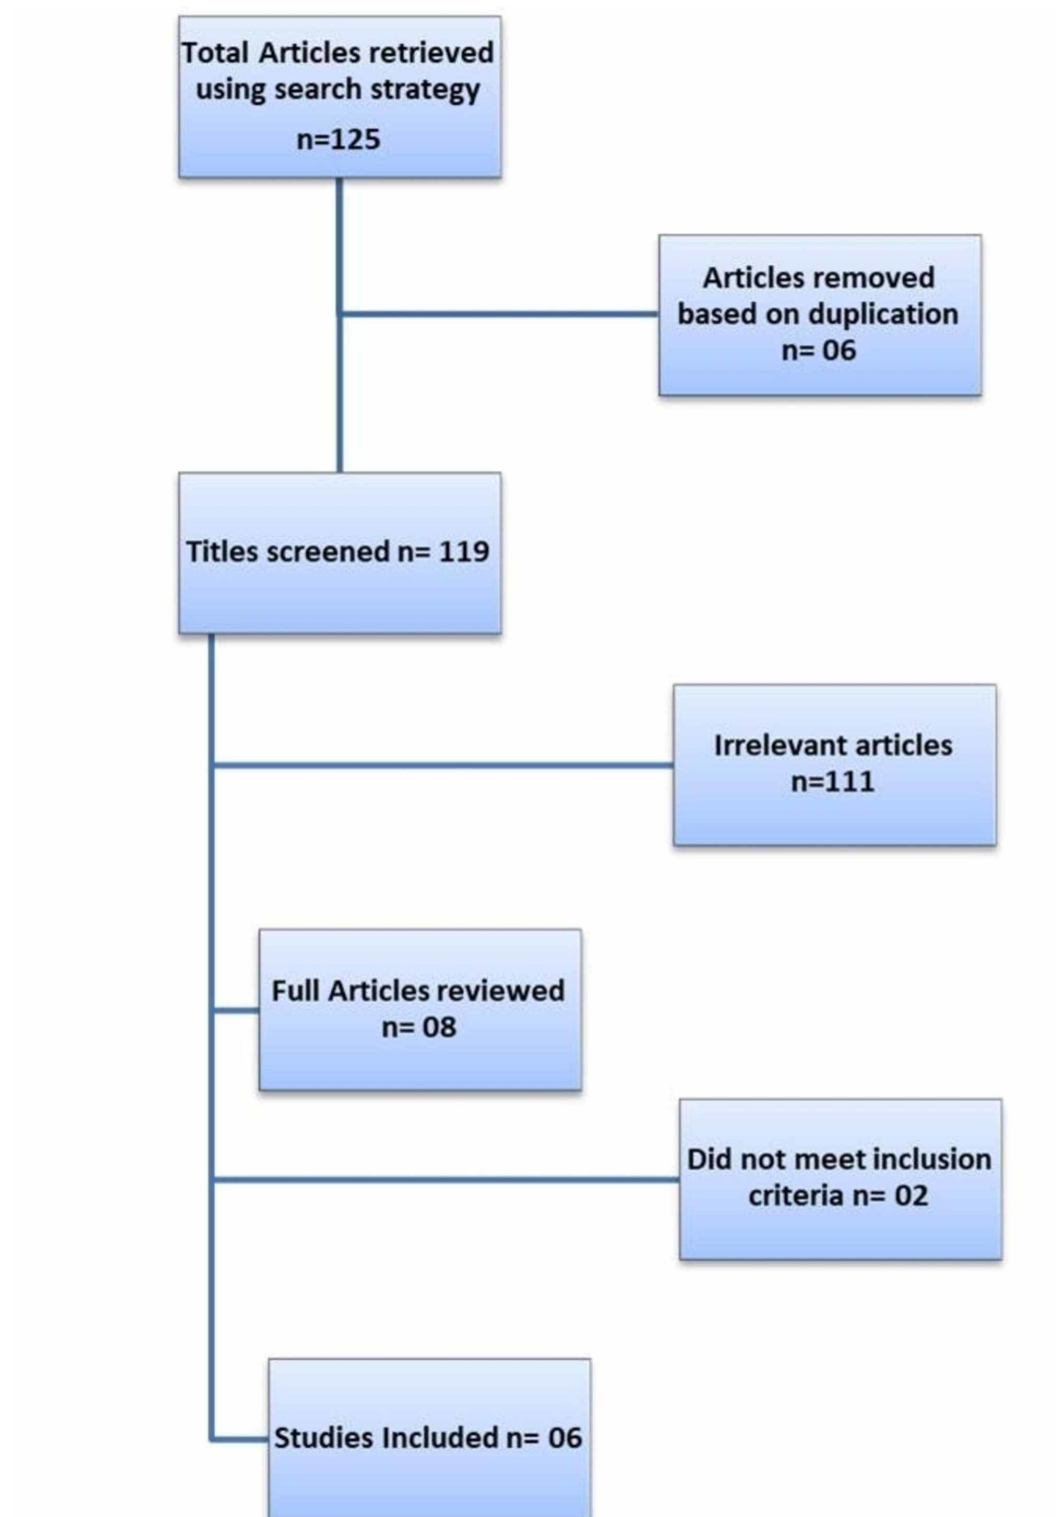 Total Articles retrieved
using search strategy
n=125
Articles removed
based on duplication
n= 06
Titles screened n= 119
Irrelevant articles
n=111
Full Articles reviewed
n= 08
Did not meet inclusion
criteria n= 02
Studies Included n= 06